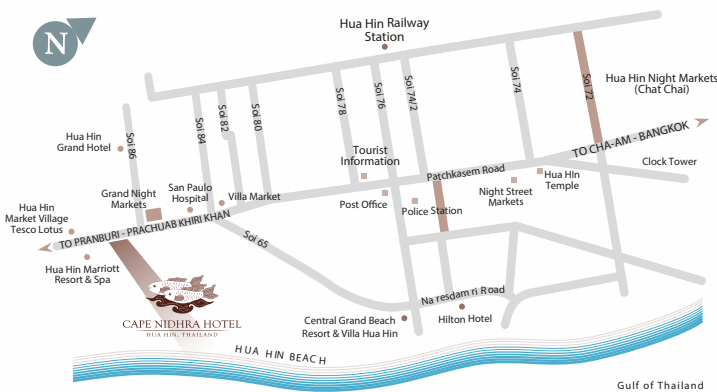 N
Hua Hin Railway
Station
Hua Hin Night Markets
(Chat Chai)
Soi 86
Soi 84
Soi 82
Soi 80
Soi 78
Soi 76
Soi 74/2
Soi 74
Soi 72
TO CHA-AM - BANGKOK
Hua Hin
Grand Hotel
Tourist
Information
Clock Tower
Patchkasem Road
Hua HIn
Temple
Grand Night
Markets
San Paulo
Hospital
Villa Market
Post Office
Police Station
Night Street
Markets
Hua Hin
Market Village
Tesco Lotus
TO PRANBURI - PRACHUAB KHIRI KHAN
Soi 65
Hua Hin Marriott
Resort & Spa
Na resdam ri Road
CAPE NIDHRA HOTEL
HUA HIN, THAILAND
Central Grand Beach
Resort & Villa Hua Hin
Hilton Hotel
HUA HIN BEACH
Gulf of Thailand